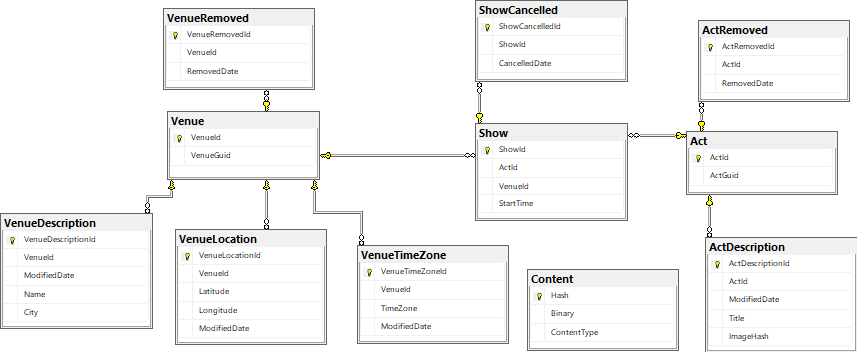 VenueRemoved
VenueRemovedId
VenueId
RemovedDate
ShowCancelled
ShowCancelledId
ShowId
CancelledDate
ActRemoved
ActRemovedId
ActId
RemovedDate
Venue
VenueId
VenueGuid
Show
ShowId
ActId
VenueId
StartTime
Act
ActId
ActGuid
VenueDescription
VenueDescriptionId
VenueId
ModifiedDate
Name
City
VenueLocation
VenueLocationId
VenueId
Latitude
Longitude
ModifiedDate
VenueTimeZone
VenueTimeZoneId
VenueId
TimeZone
ModifiedDate
Content
Hash
Binary
ContentType
ActDescription
ActDescriptionId
ActId
ModifiedDate
Title
ImageHash